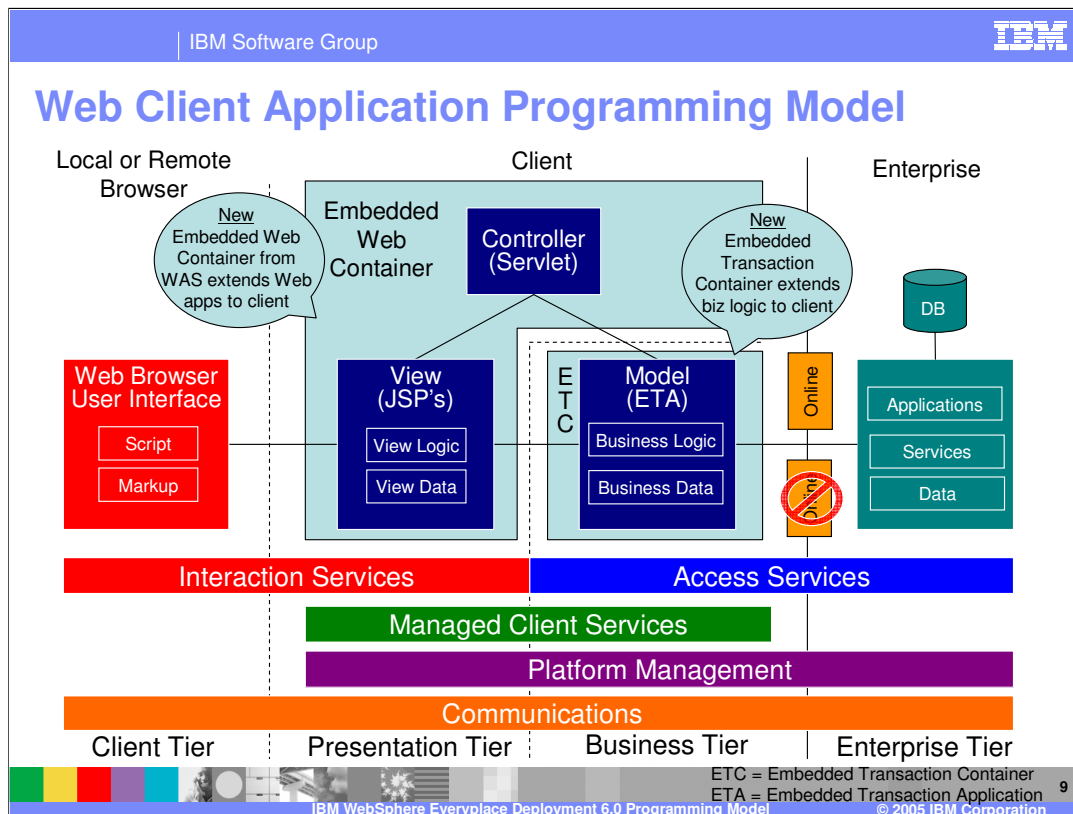 IBM Software Group
IBM
Web Client Application Programming Model
Local or Remote
Browser
Client
Enterprise
New
Embedded Web
Container from
WAS extends Web
apps to client
Embedded
Web
Container
Controller
(Servlet)
New
Embedded
Transaction
Container extends
biz logic to client
DB
Web Browser
User Interface
Script
Markup
View
(JSP's)
View Logic
View Data
E
T
C
Model
(ETA)
Business Logic
Business Data
Online
Online
Applications
Services
Data
Interaction Services
Access Services
Managed Client Services
Platform Management
Communications
Client Tier
Presentation Tier
Business Tier
Enterprise Tier
ETC = Embedded Transaction Container
ETA = Embedded Transaction Application
9
IBM WebSphere Everyplace Deployment 6.0 Programming Model
© 2005 IBM Corporation